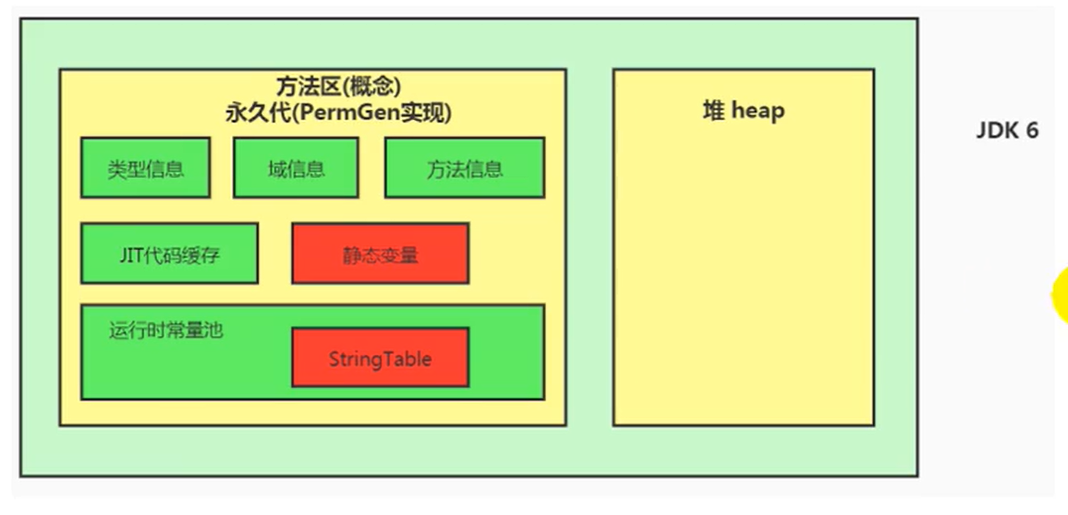 方法区(概念)
永久代(PermGen实现)
堆 heap
JDK 6
类型信息
域信息
方法信息
JIT代码缓存
静态变量
运行时常量池
StringTable